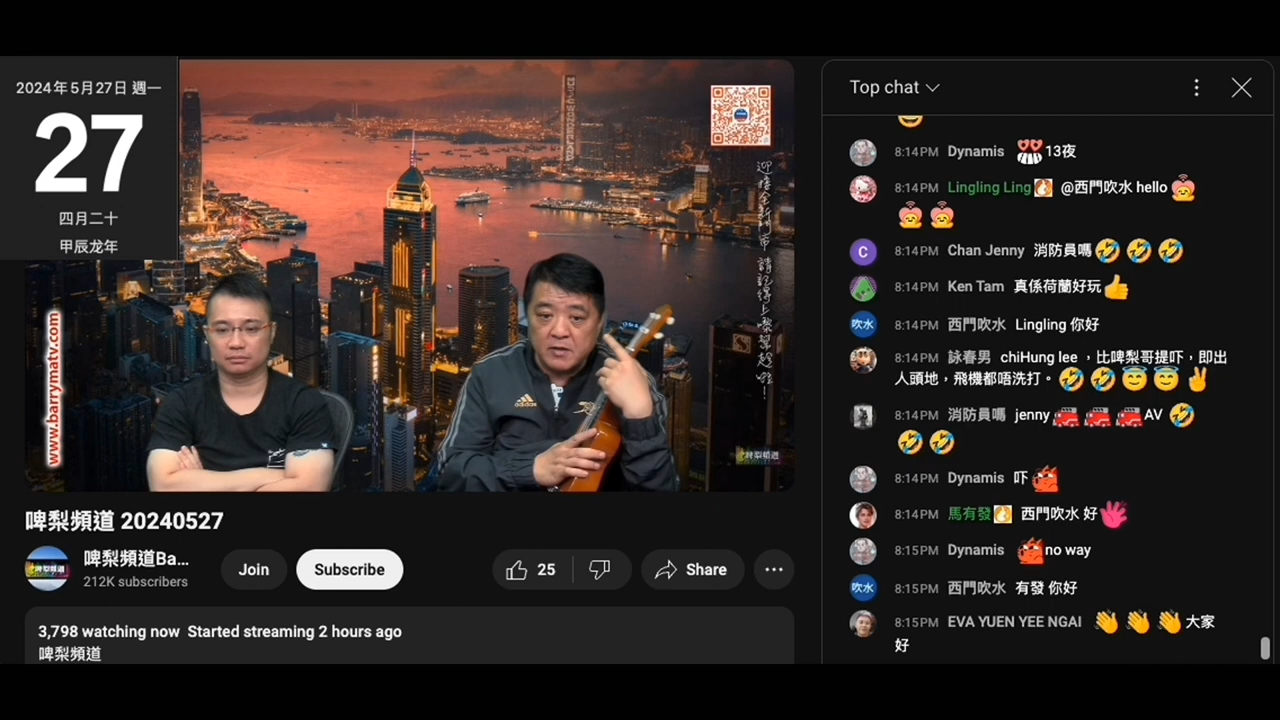 2024年5月27日 週一
27
四月二十
甲辰龙年
www.barrymatv.com
啤梨頻道
啤梨頻道 20240527
啤梨頻道Ba...
212K subscribers
Join
Subscribe
25
Share
3,798 watching now Started streaming 2 hours ago
啤梨頻道
Top chat
8:14PM Dynamis 13夜
8:14PM Lingling Ling @西門吹水 hello
8:14PM Chan Jenny 消防員嗎
8:14PM Ken Tam 真係荷蘭好玩
吹水 8:14PM 西門吹水 Lingling 你好
8:14PM 詠春男 chiHung lee ，比啤梨哥提吓，即出
人頭地，飛機都唔洗打。
8:14PM 消防員嗎 jenny AV
8:14PM Dynamis 吓
8:14PM 馬有發 西門吹水 好
8:15PM Dynamis no way
吹水 8:15PM 西門吹水 有發 你好
8:15PM EVA YUEN YEE NGAI 大家
好